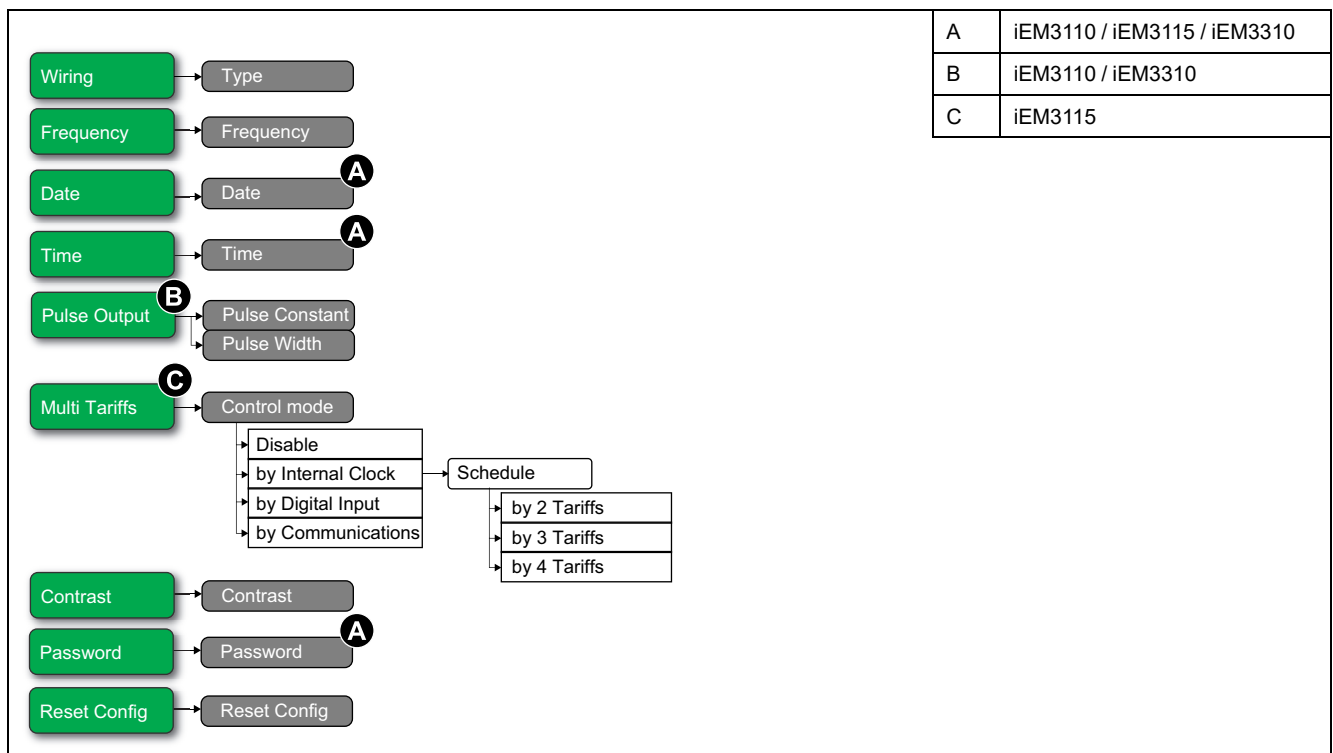 A iEM3110 / iEM3115 / iEM3310
B iEM3110 / iEM3310
C iEM3115
Wiring Type
Frequency Frequency
A
Date Date
A
Time Time
B
Pulse Output Pulse Constant
Pulse Width
C
Multi Tariffs Control mode
Disable
by Internal Clock Schedule
by Digital Input by 2 Tariffs
by Communications by 3 Tariffs
by 4 Tariffs
Contrast Contrast
A
Password Password
Reset Config Reset Config